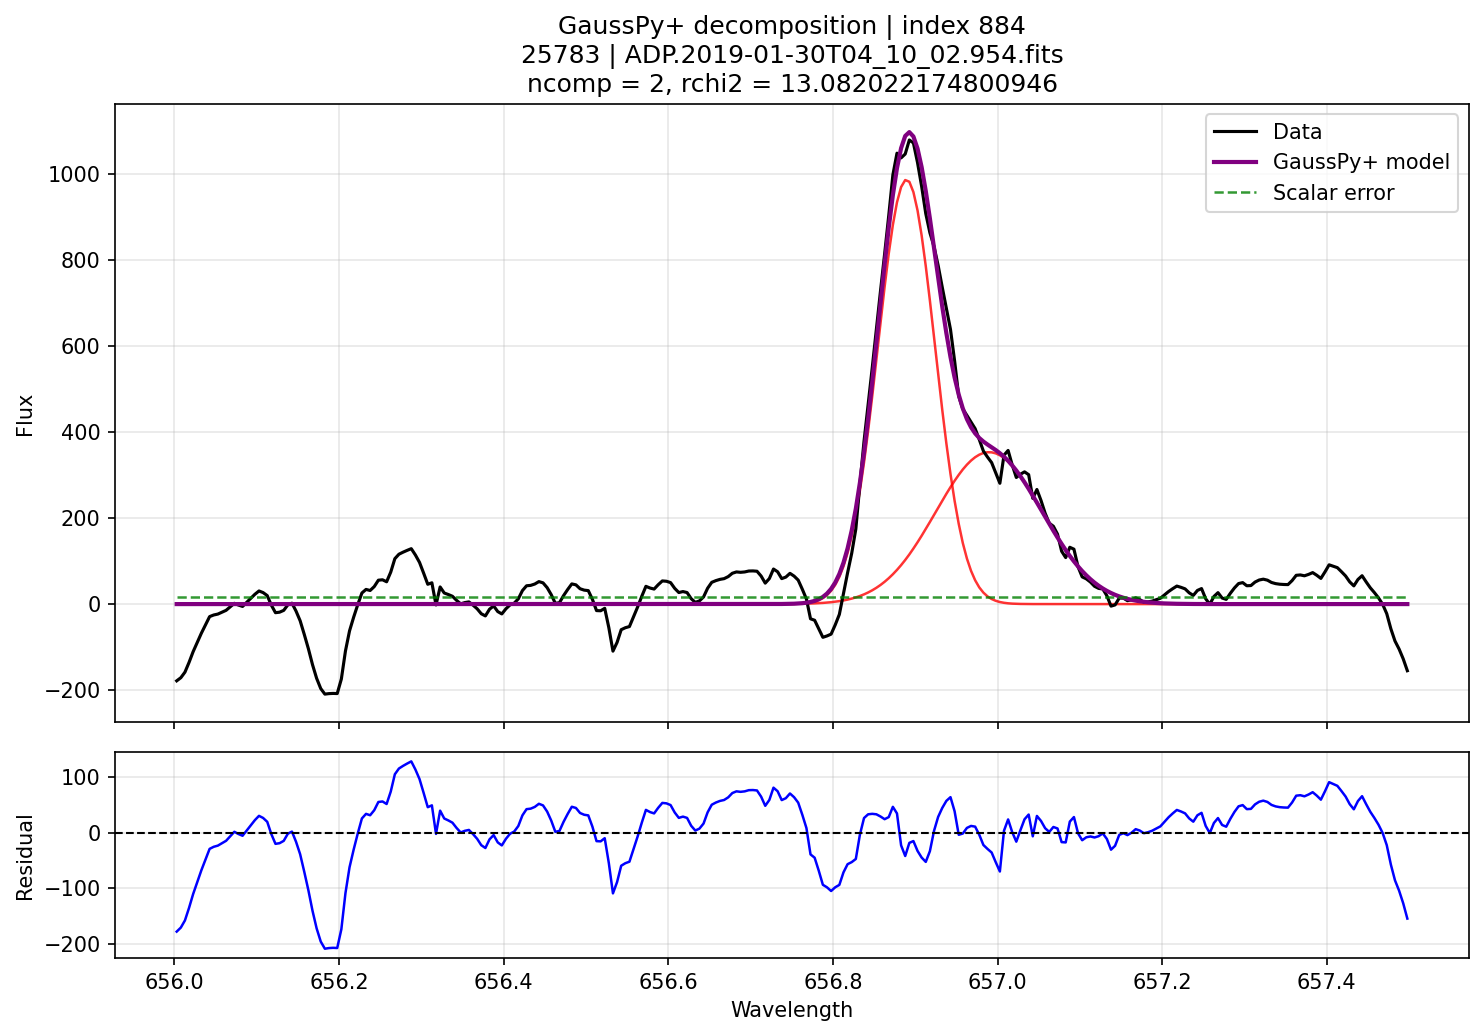 GaussPy+ decomposition | index 884
25783 | ADP.2019-01-30T04_10_02.954.fits
ncomp = 2, rchi2 = 13.082022174800946
Data
GaussPy+ model
Scalar error
Flux
1000
800
600
400
200
0
−200
Residual
100
0
−100
−200
656.0 656.2 656.4 656.6 656.8 657.0 657.2 657.4
Wavelength